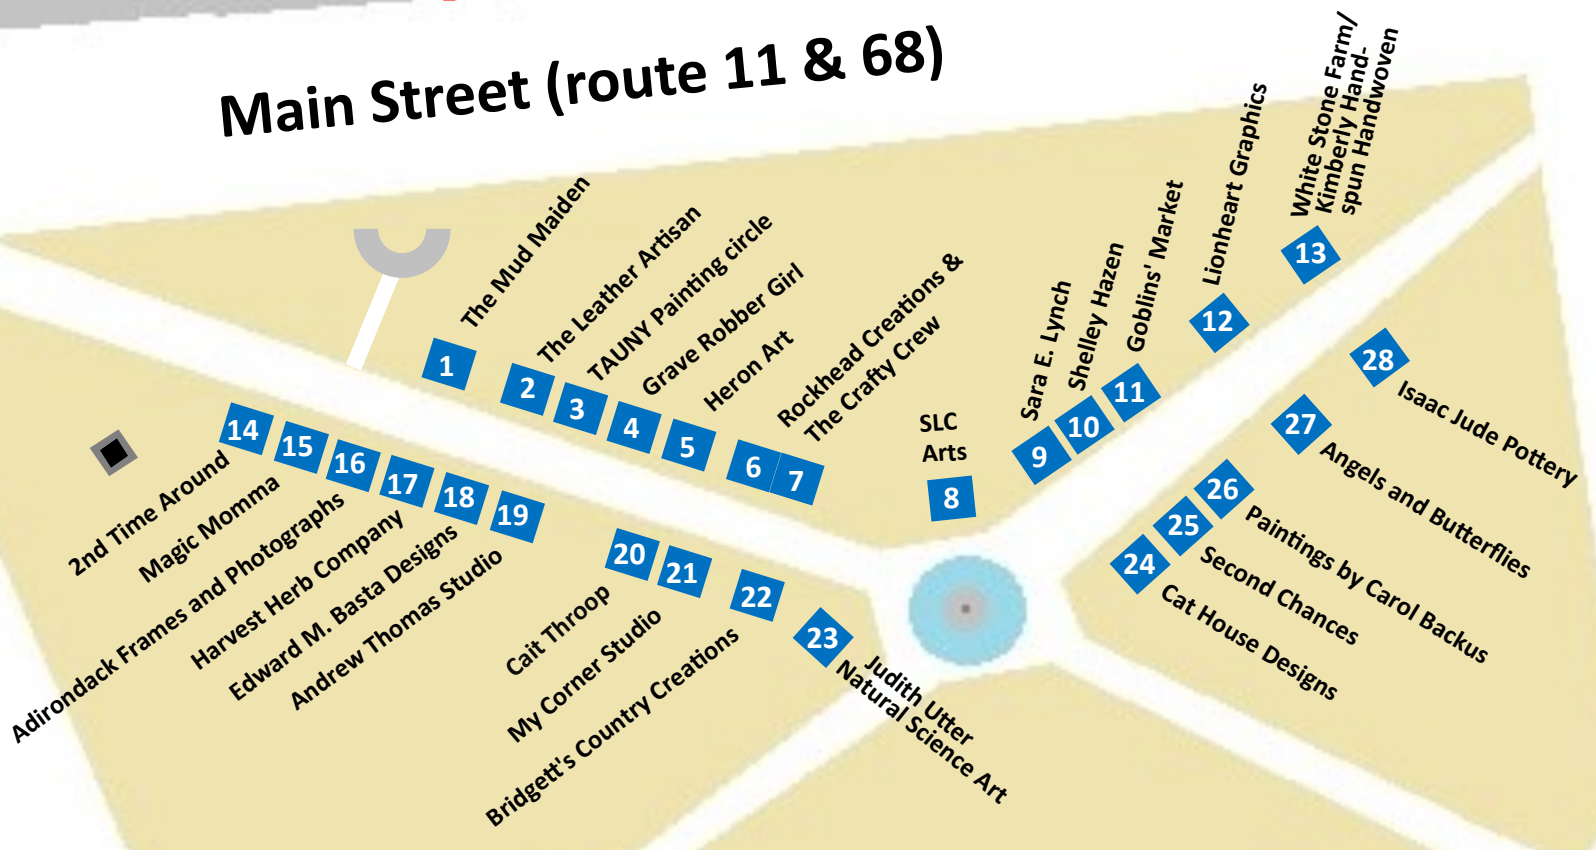 Main Street (route 11 & 68)
The Mud Maiden
The Leather Artisan
TAUNY Painting circle
Grave Robber Girl
Heron Art
Rockhead Creations &
The Crafty Crew
SLC
Arts
Sara E. Lynch
Shelley Hazen
Goblins' Market
Lionheart Graphics
White Stone Farm/
Kimberly Hand-
spun Handwoven
1
2
3
4
5
6
7
8
9
10
11
12
13
14
15
16
17
18
19
20
21
22
23
24
25
26
27
28
2nd Time Around
Magic Momma
Adirondack Frames and Photographs
Harvest Herb Company
Edward M. Basta Designs
Andrew Thomas Studio
Cait Throop
My Corner Studio
Bridgett's Country Creations
Judith Utter
Natural Science Art
Cat House Designs
Second Chances
Paintings by Carol Backus
Angels and Butterflies
Isaac Jude Pottery